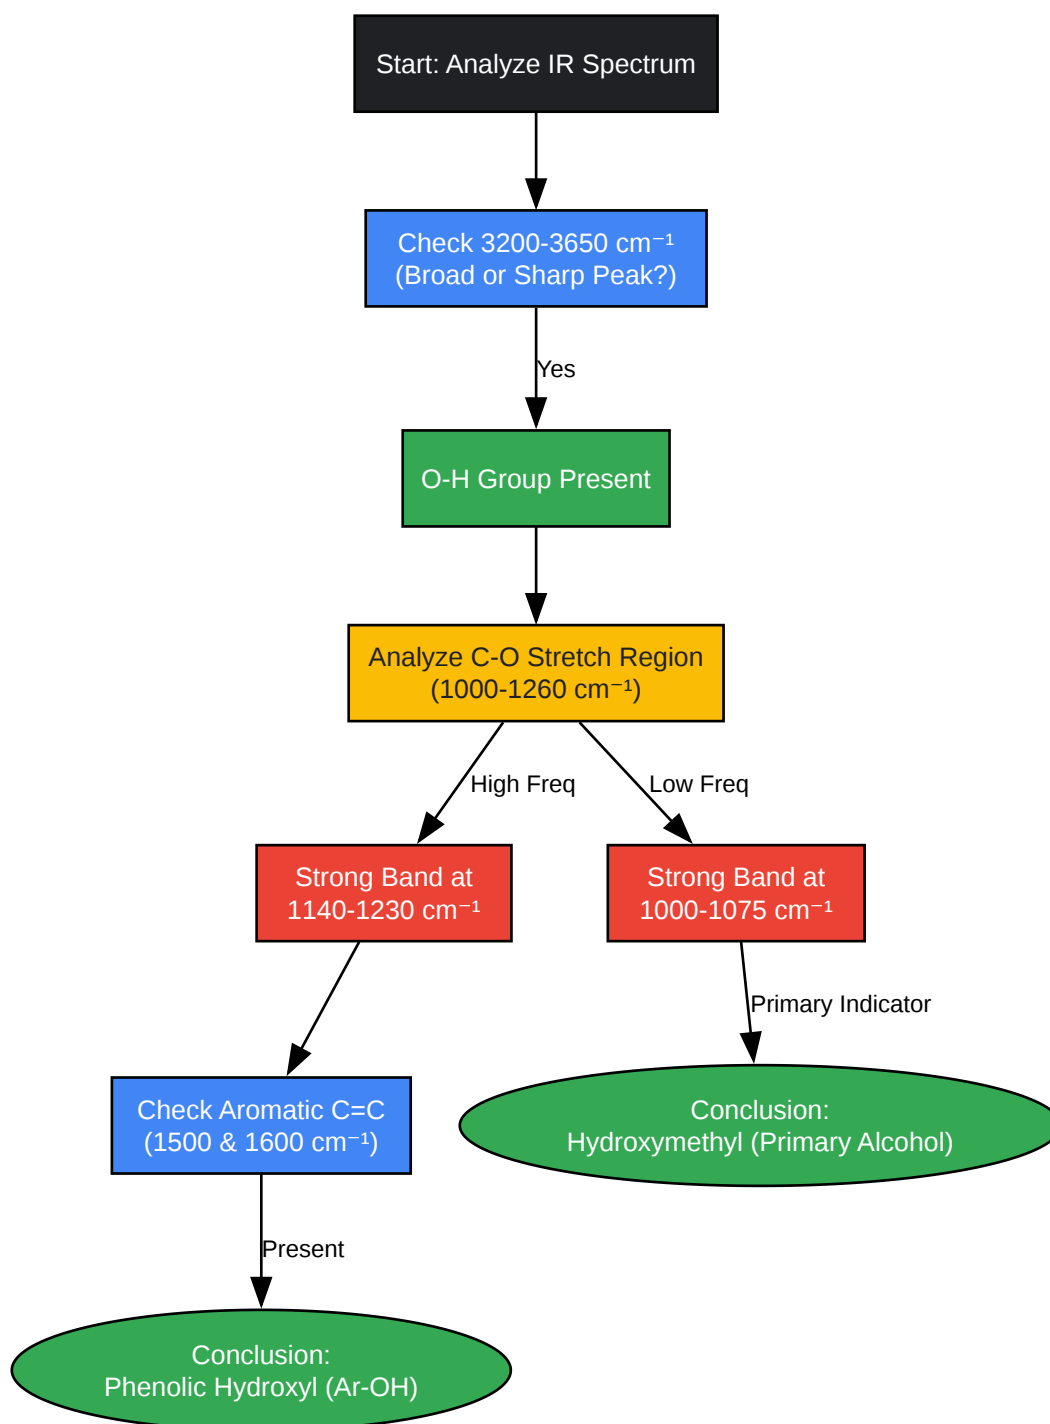 Start: Analyze IR Spectrum
Check 3200-3650 cm⁻¹
(Broad or Sharp Peak?)
Yes
O-H Group Present
Analyze C-O Stretch Region
(1000-1260 cm⁻¹)
High Freq
Low Freq
Strong Band at
1140-1230 cm⁻¹
Strong Band at
1000-1075 cm⁻¹
Primary Indicator
Check Aromatic C=C
(1500 & 1600 cm⁻¹)
Conclusion:
Hydroxymethyl (Primary Alcohol)
Present
Conclusion:
Phenolic Hydroxyl (Ar-OH)